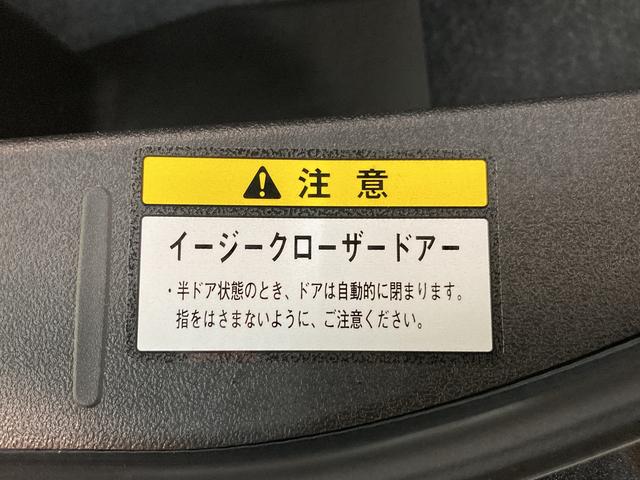 注意
イージークローザードアー
・半ドア状態のとき、ドアは自動的に閉まります。
指をはさまないように、ご注意ください。